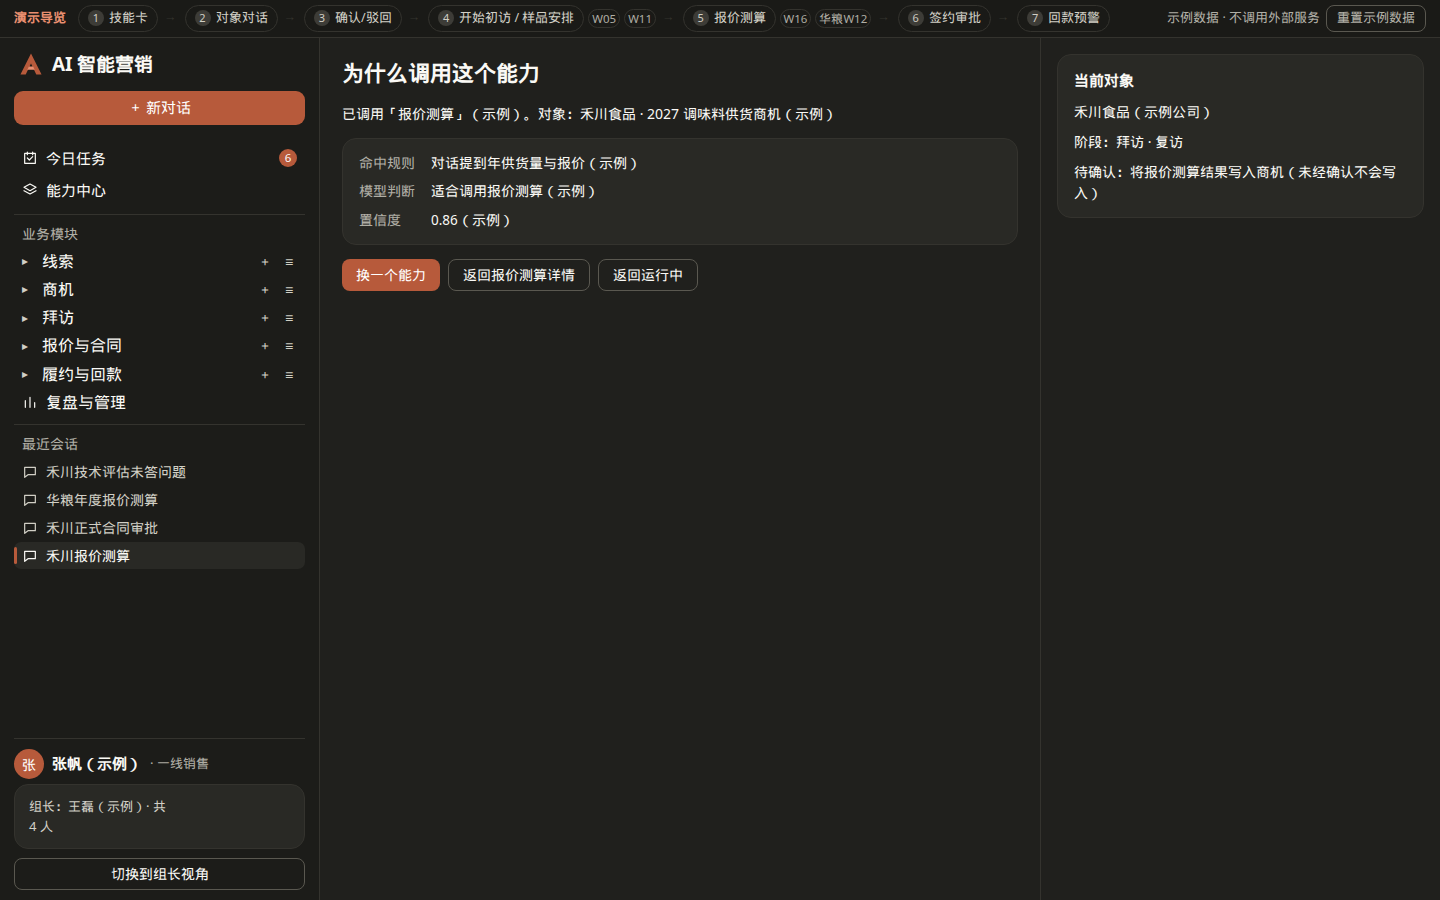 演示导览
1 技能卡
→
2 对象对话
→
3 确认/驳回
→
4 开始初访 / 样品安排
W05
W11
→
5 报价测算
W16
华粮W12
→
6 签约审批
→
7 回款预警
示例数据 · 不调用外部服务
重置示例数据
AI 智能营销
+ 新对话
今日任务 6
能力中心
业务模块
▸ 线索 + ≡
▸ 商机 + ≡
▸ 拜访 + ≡
▸ 报价与合同 + ≡
▸ 履约与回款 + ≡
复盘与管理
最近会话
禾川技术评估未答问题
华粮年度报价测算
禾川正式合同审批
禾川报价测算
张 张帆（示例） · 一线销售
组长：王磊（示例）· 共
4 人
切换到组长视角
为什么调用这个能力
已调用「报价测算」（示例）。对象：禾川食品 · 2027 调味料供货商机（示例）
命中规则 对话提到年供货量与报价（示例）
模型判断 适合调用报价测算（示例）
置信度 0.86（示例）
换一个能力
返回报价测算详情
返回运行中
当前对象
禾川食品（示例公司）
阶段：拜访 · 复访
待确认：将报价测算结果写入商机（未经确认不会写
入）